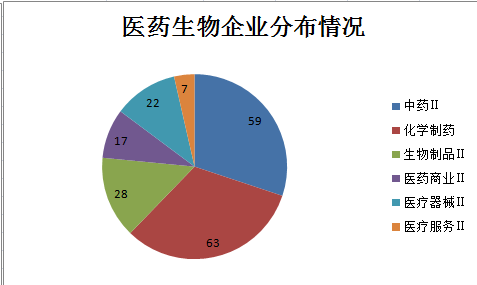 医药生物企业分布情况
7
22
59
17
28
63
中药II
化学制药
生物制品II
医药商业II
医疗器械II
医疗服务II